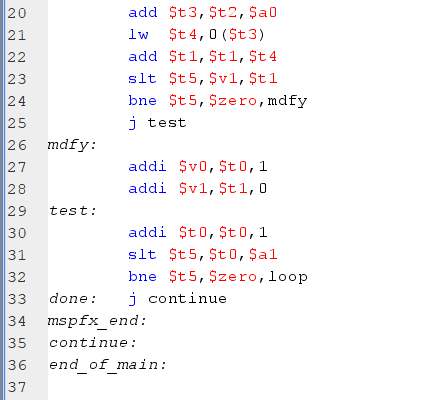 20 add $t3,$t2,$a0
21 lw $t4,0($t3)
22 add $t1,$t1,$t4
23 slt $t5,$v1,$t1
24 bne $t5,$zero,mdfy
25 j test
26 mdfy:
27 addi $v0,$t0,1
28 addi $v1,$t1,0
29 test:
30 addi $t0,$t0,1
31 slt $t5,$t0,$a1
32 bne $t5,$zero,loop
33 done: j continue
34 mspfx_end:
35 continue:
36 end_of_main:
37